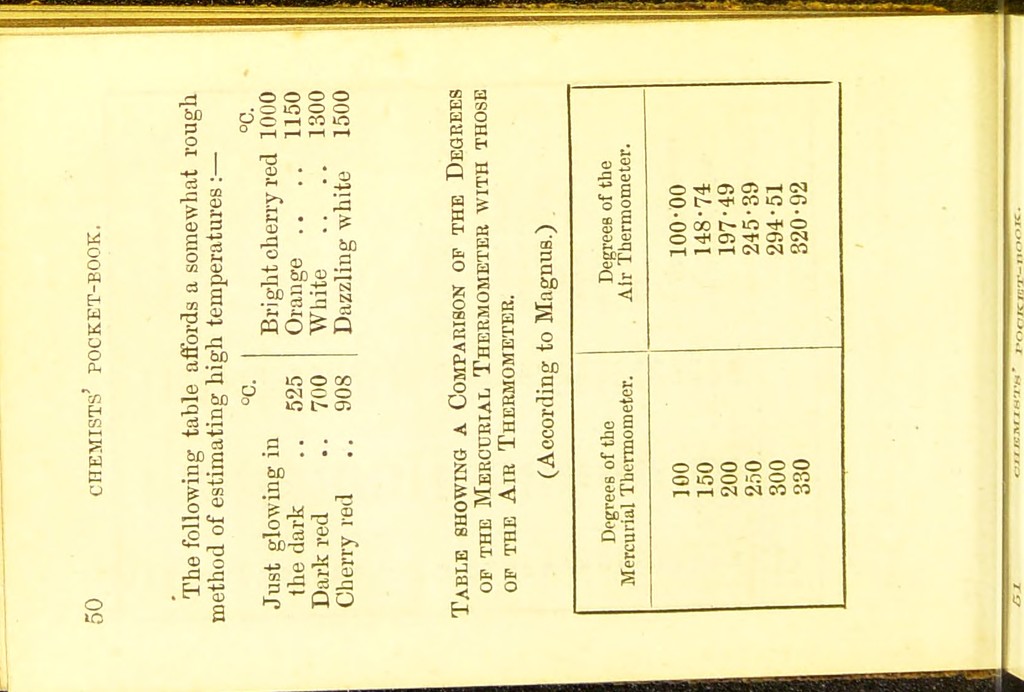 50 CHEMISTS' POCKET-BOOK.
The following table affords a somewhat rough
method of estimating high temperatures:—
°C. °C.
Just glowing in Bright cherry red 1000
the dark .. 525 Orange .. .. 1150
Dark red .. 700 White .. .. 1300
Cherry red .. 908 Dazzling white 1500
TABLE SHOWING A COMPARISON OF THE DEGREES
OF THE MERCURIAL THERMOMETER WITH THOSE
OF THE AIR THERMOMETER.
(According to Magnus.)
Degrees of the Degrees of the
Mercurial Thermometer. Air Thermometer.
100 100·00
150 148·74
200 197·49
250 245·39
300 294·51
330 320·92
51 CHEMISTS' POCKET-BOOK.